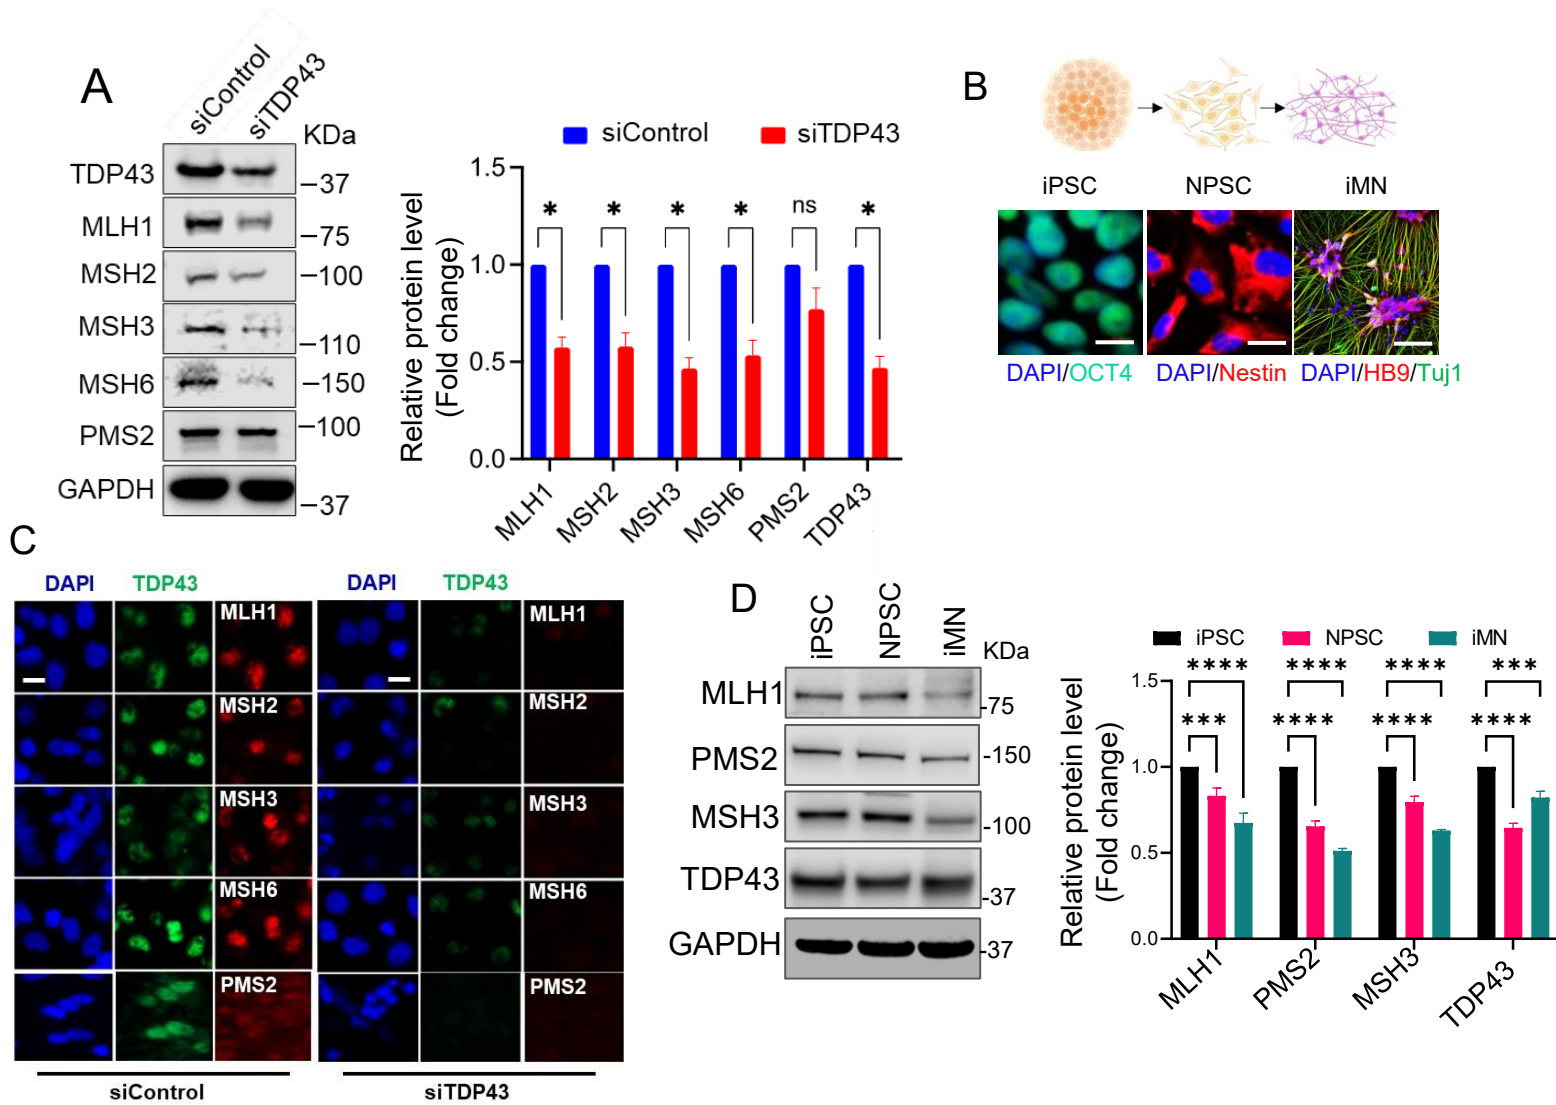 A
siControl
siTDP43
KDa
TDP43
–37
MLH1
–75
MSH2
–100
MSH3
–110
MSH6
–150
PMS2
–100
GAPDH
–37
siControl
siTDP43
Relative protein level
(Fold change)
1.5
1.0
0.5
0.0
*
*
*
*
ns
*
MLH1
MSH2
MSH3
MSH6
PMS2
TDP43
B
iPSC
NPSC
iMN
DAPI/OCT4
DAPI/Nestin
DAPI/HB9/Tuj1
C
DAPI
TDP43
DAPI
TDP43
MLH1
MLH1
MSH2
MSH2
MSH3
MSH3
MSH6
MSH6
PMS2
PMS2
siControl
siTDP43
D
iPSC
NPSC
iMN
KDa
MLH1
-75
PMS2
-150
MSH3
-100
TDP43
-37
GAPDH
-37
iPSC
NPSC
iMN
Relative protein level
(Fold change)
1.5
1.0
0.5
0.0
****
****
****
***
***
****
****
****
MLH1
PMS2
MSH3
TDP43